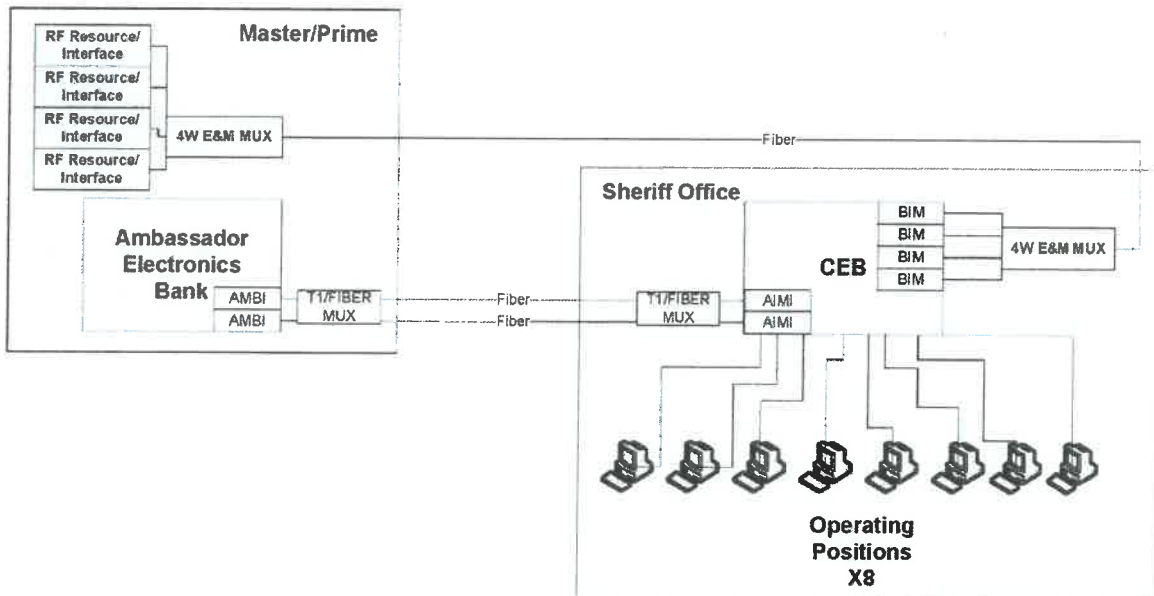 Master/Prime
RF Resource/
Interface
RF Resource/
Interface
RF Resource/
Interface
RF Resource/
Interface
4W E&M MUX
Fiber
Ambassador
Electronics
Bank
AMBI
AMBI
T1/FIBER
MUX
Fiber
Fiber
Sheriff Office
T1/FIBER
MUX
AIMI
AIMI
CEB
BIM
BIM
BIM
BIM
4W E&M MUX
Operating
Positions
X8